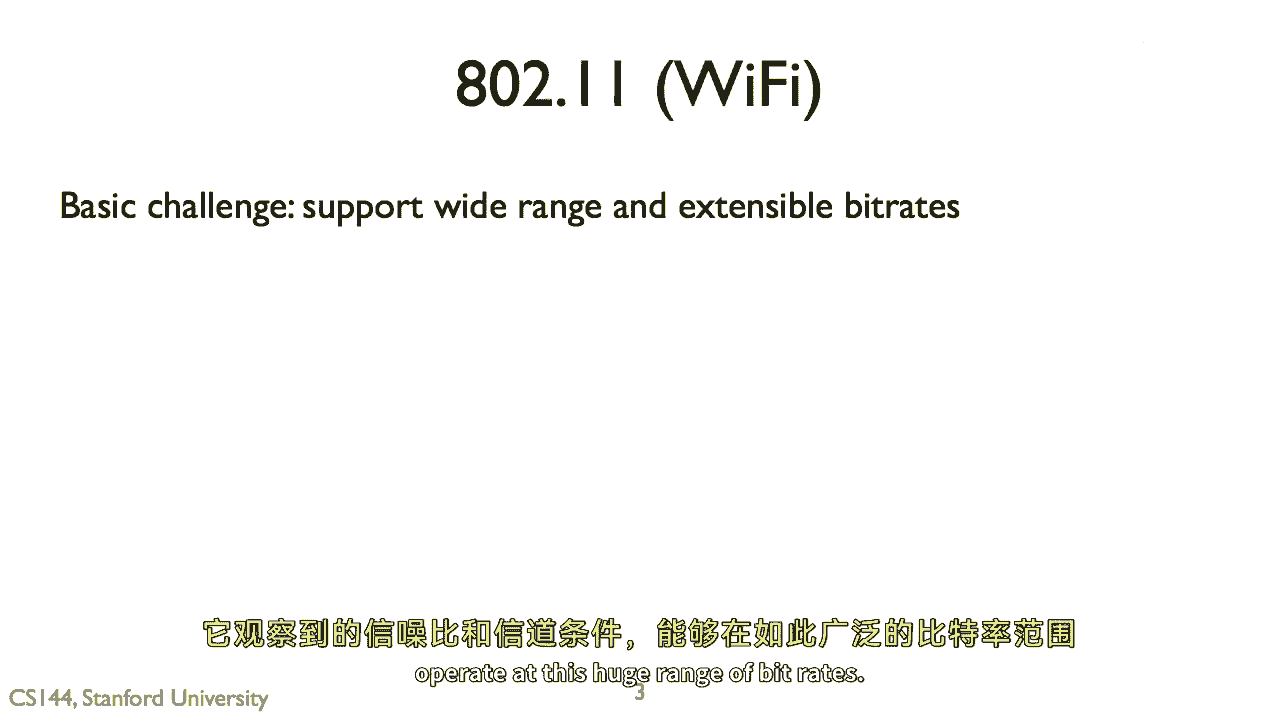 802.11 (WiFi)
Basic challenge: support wide range and extensible bitrates
它观察到的信噪比和信道条件，能够在如此广泛的比特率范围
operate at this huge range of bit rates.
CS144, Stanford University
3